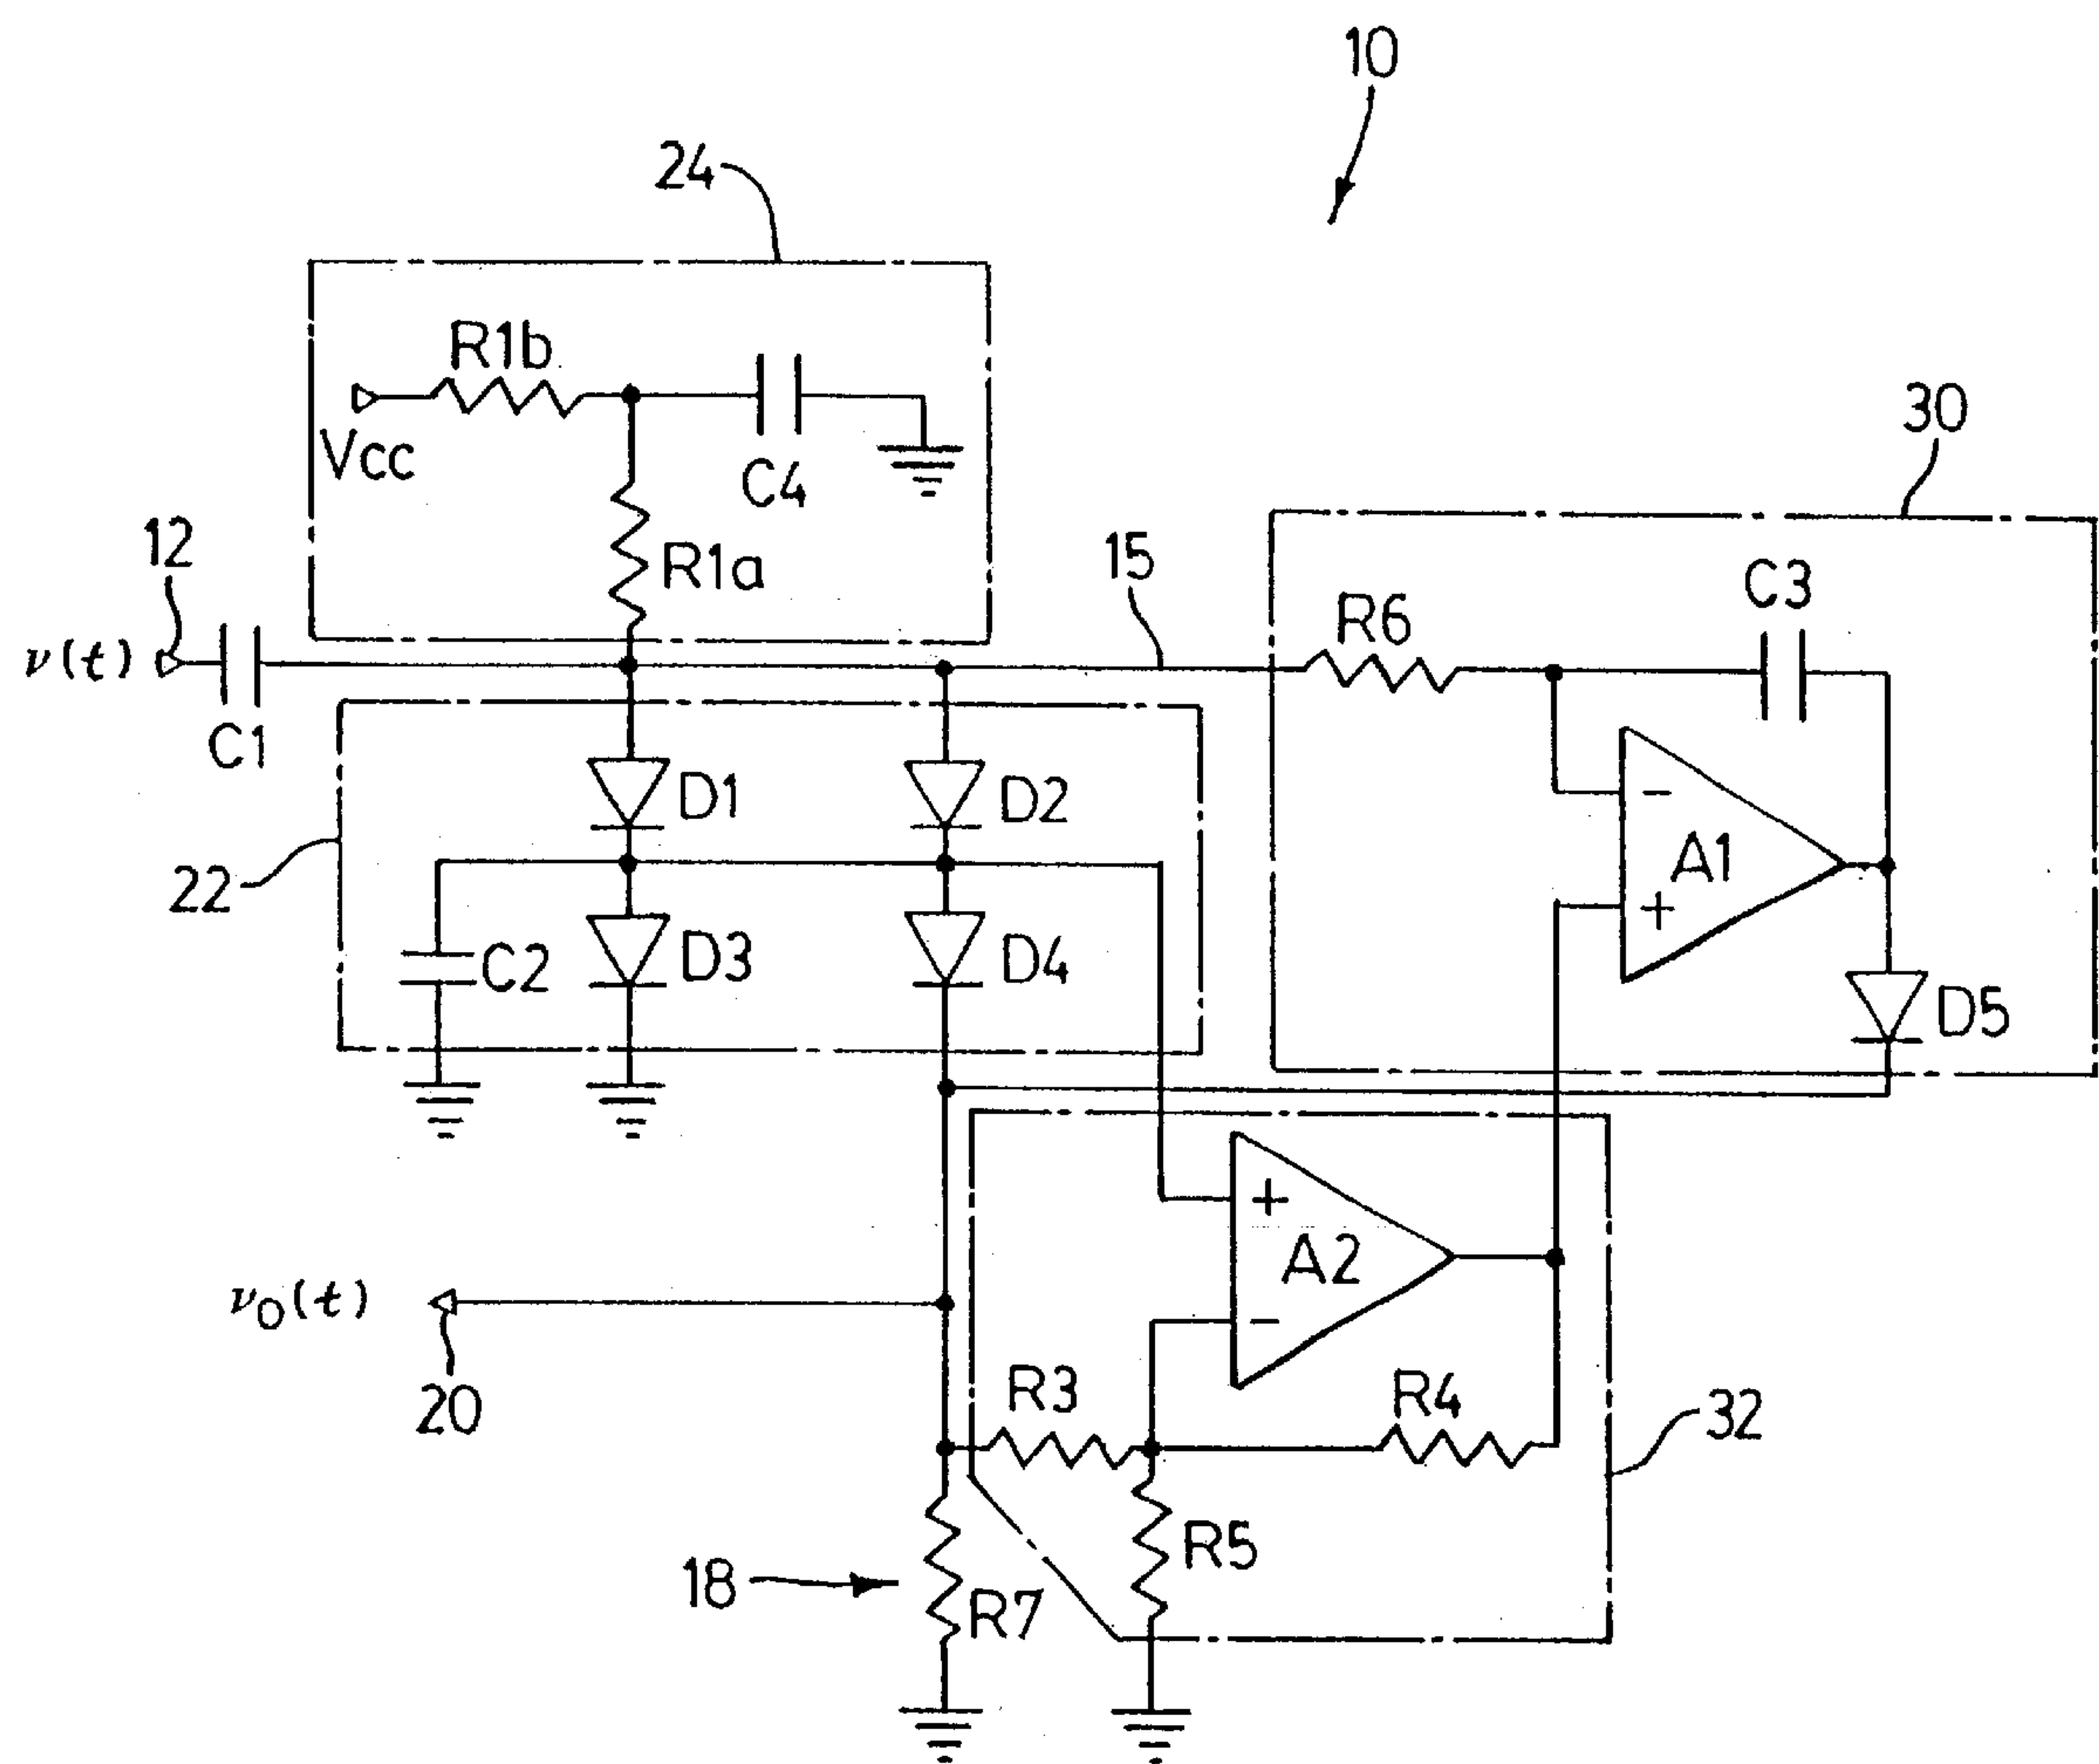 10
24
R1b
Vcc
C4
30
12
R1a
15
C3
R6
ν(t)
C1
D1
D2
A1
-
+
22
C2
D3
D4
D5
+
A2
-
ν0(t)
20
R3
R4
32
18
R7
R5